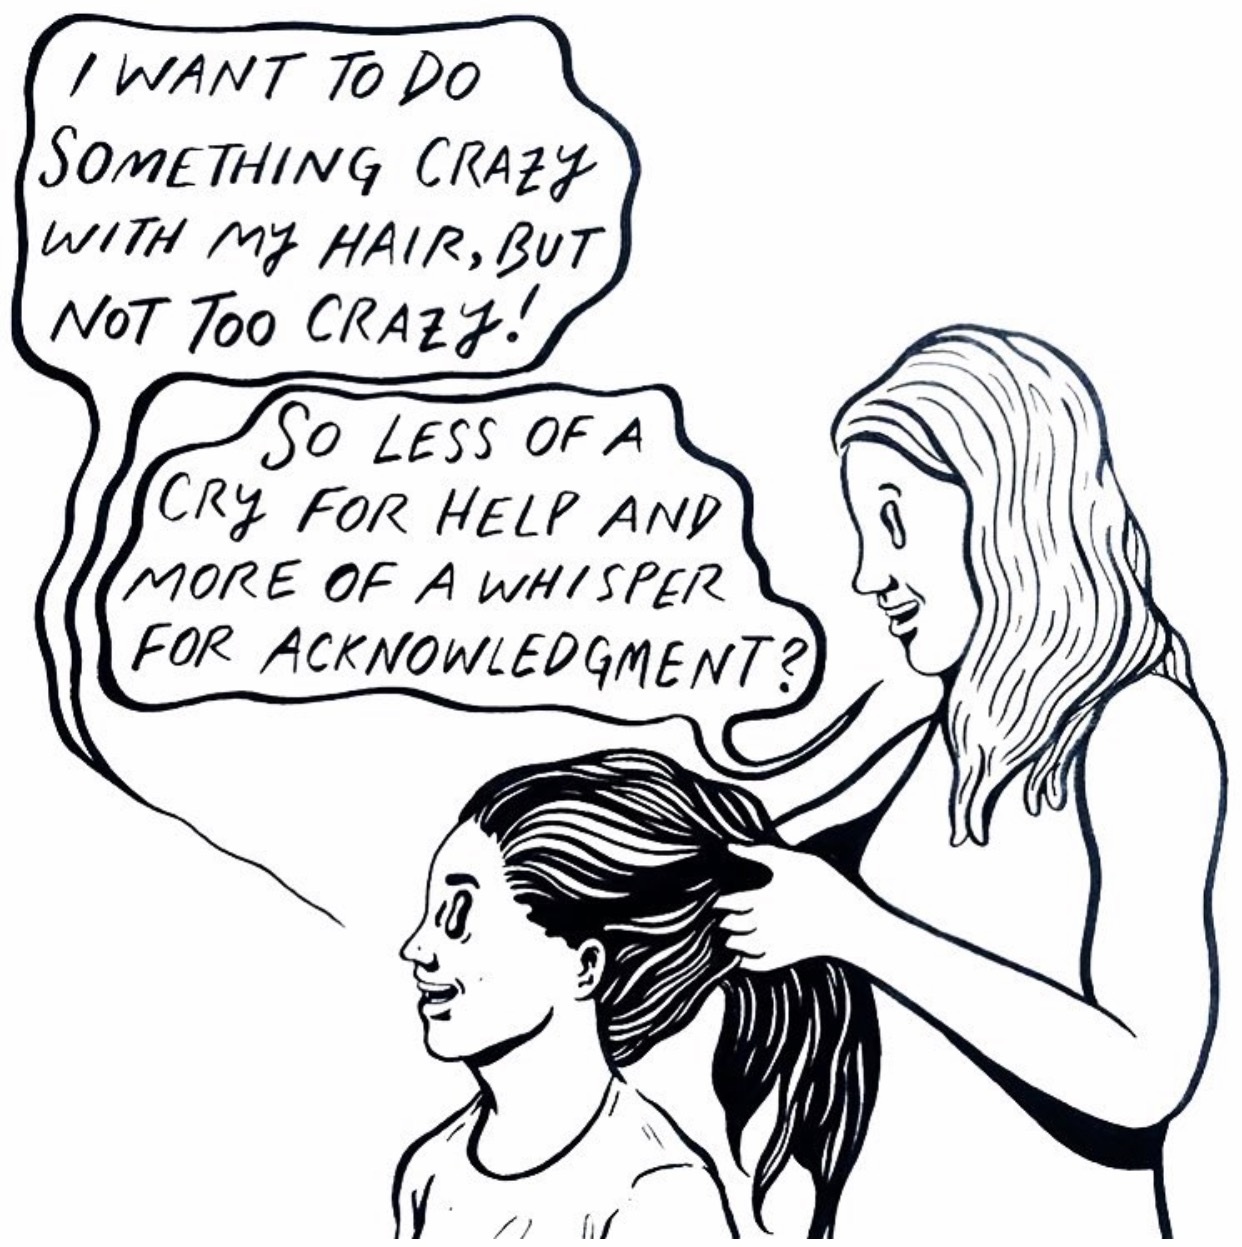 I WANT TO DO
SOMETHING CRAZY
WITH MY HAIR, BUT
NOT TOO CRAZY!
SO LESS OF A
CRY FOR HELP AND
MORE OF A WHISPER
FOR ACKNOWLEDGMENT?